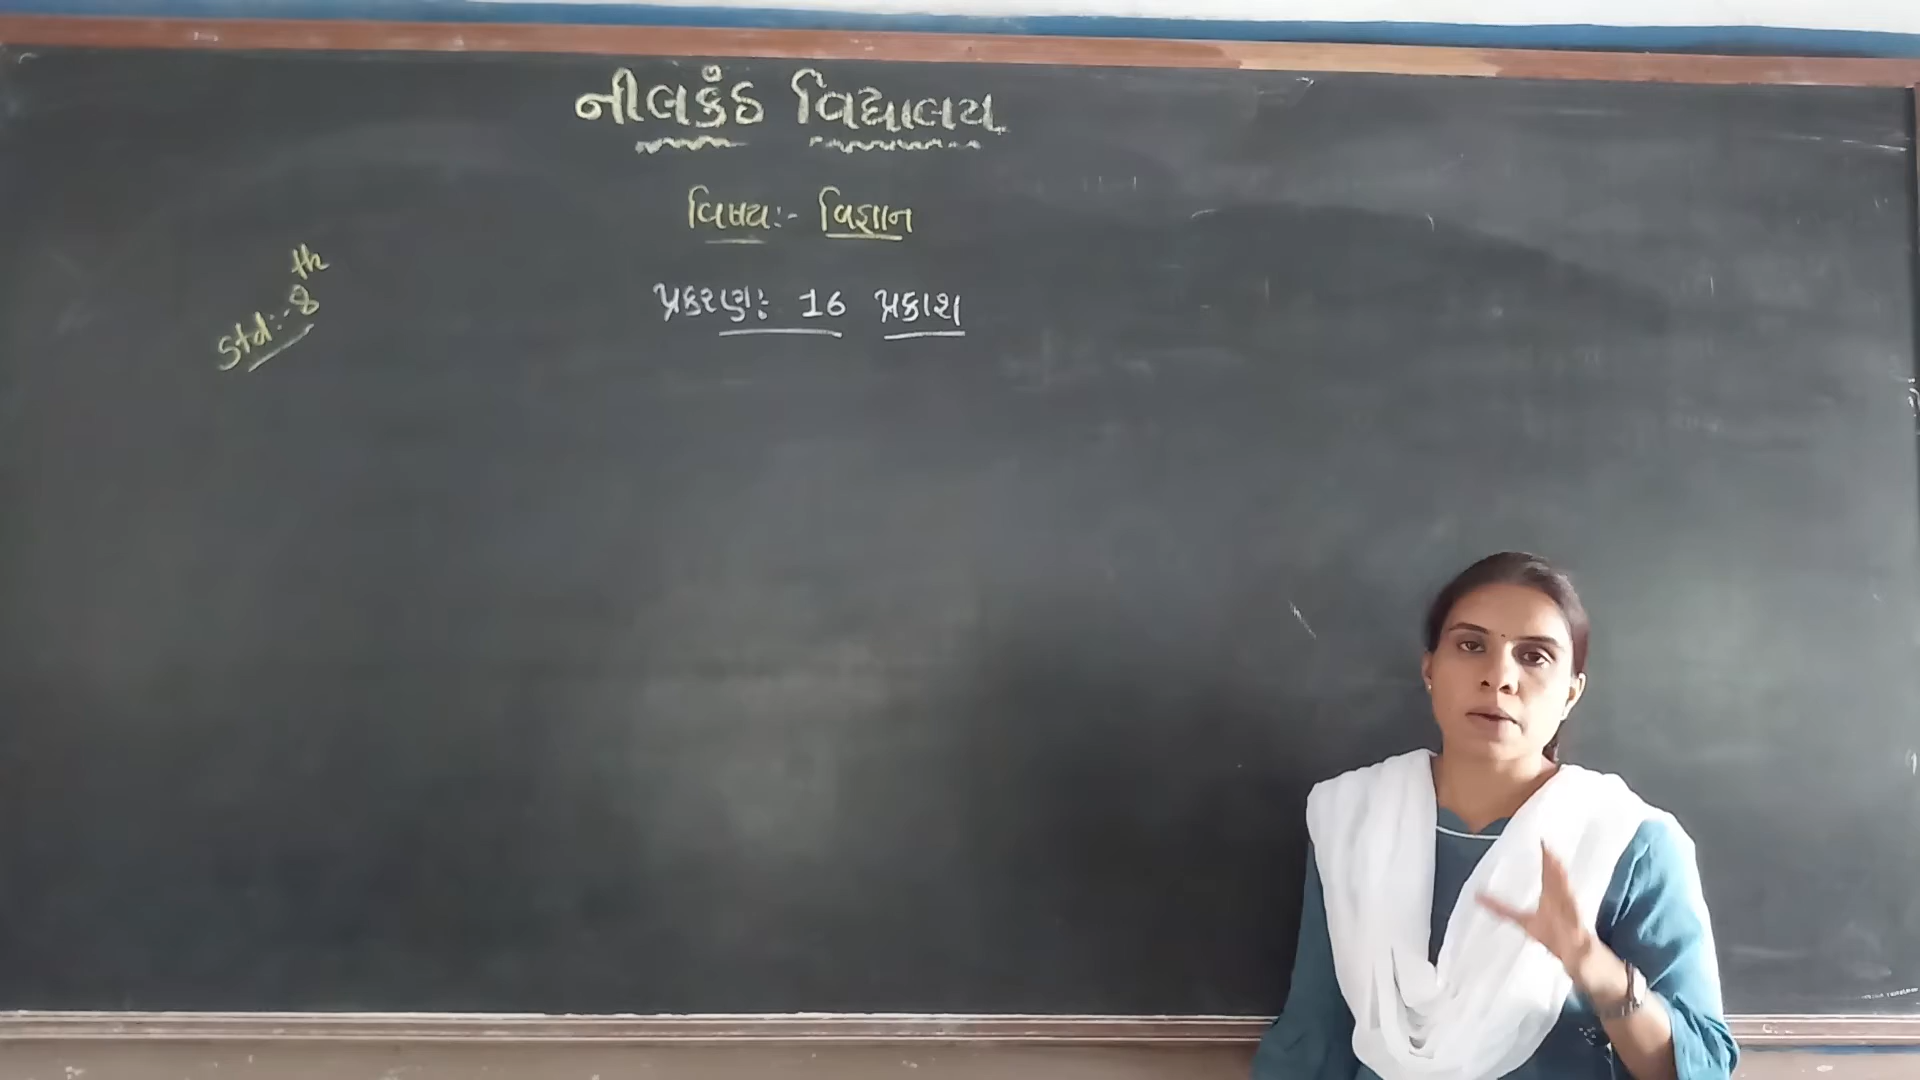 નીલકંઠ વિદ્યાલય
વિષય:- વિજ્ઞાન
Std:- 8th
પ્રકરણ: 16 પ્રકાશ